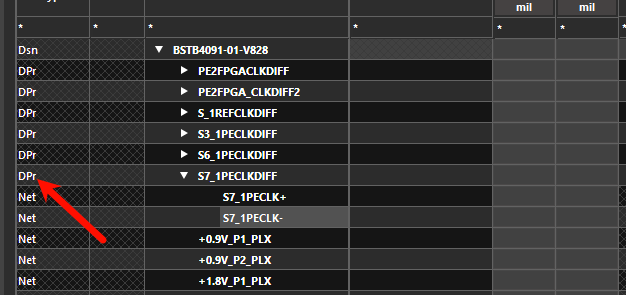 mil mil
* * * *
Dsn BSTB4091-01-V828
DPr PE2FPGACLKDIFF
DPr PE2FPGA_CLKDIFF2
DPr S_1REFCLKDIFF
DPr S3_1PECLKDIFF
DPr S6_1PECLKDIFF
DPr S7_1PECLKDIFF
Net S7_1PECLK+
Net S7_1PECLK-
Net +0.9V_P1_PLX
Net +0.9V_P2_PLX
Net +1.8V_P1_PLX